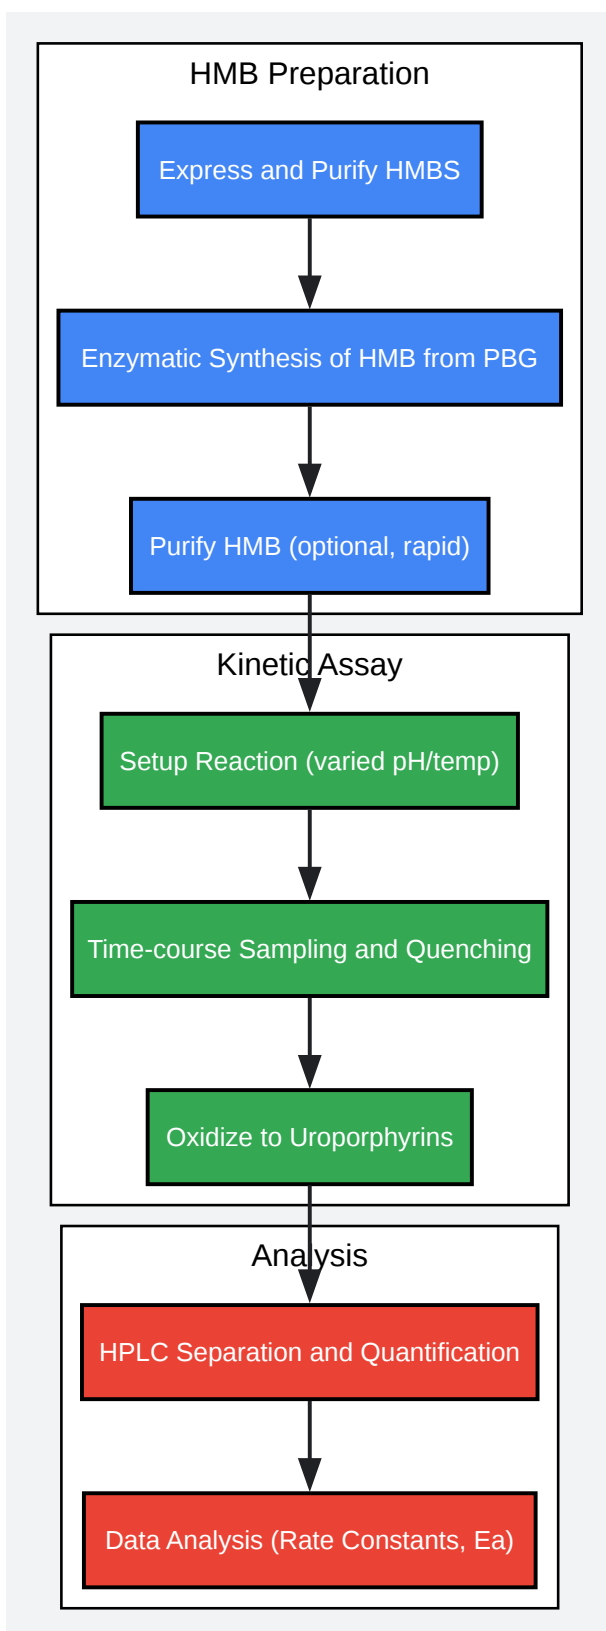 HMB Preparation
Express and Purify HMBS
Enzymatic Synthesis of HMB from PBG
Purify HMB (optional, rapid)
Kinetic Assay
Setup Reaction (varied pH/temp)
Time-course Sampling and Quenching
Oxidize to Uroporphyrins
Analysis
HPLC Separation and Quantification
Data Analysis (Rate Constants, Ea)